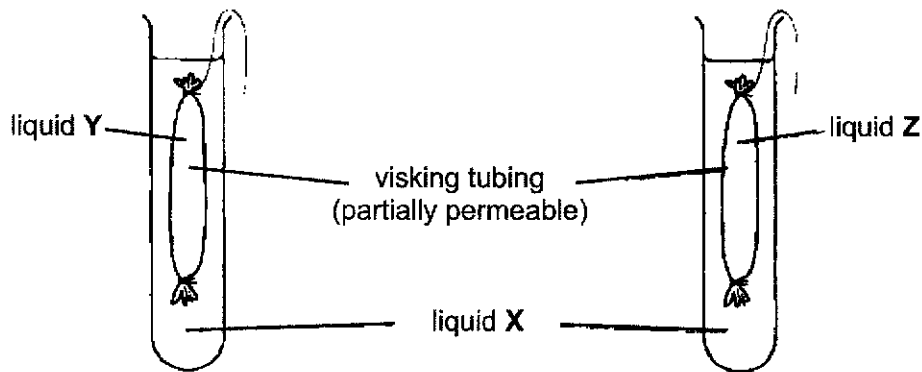 liquid Y
liquid Z
visking tubing
(partially permeable)
liquid X